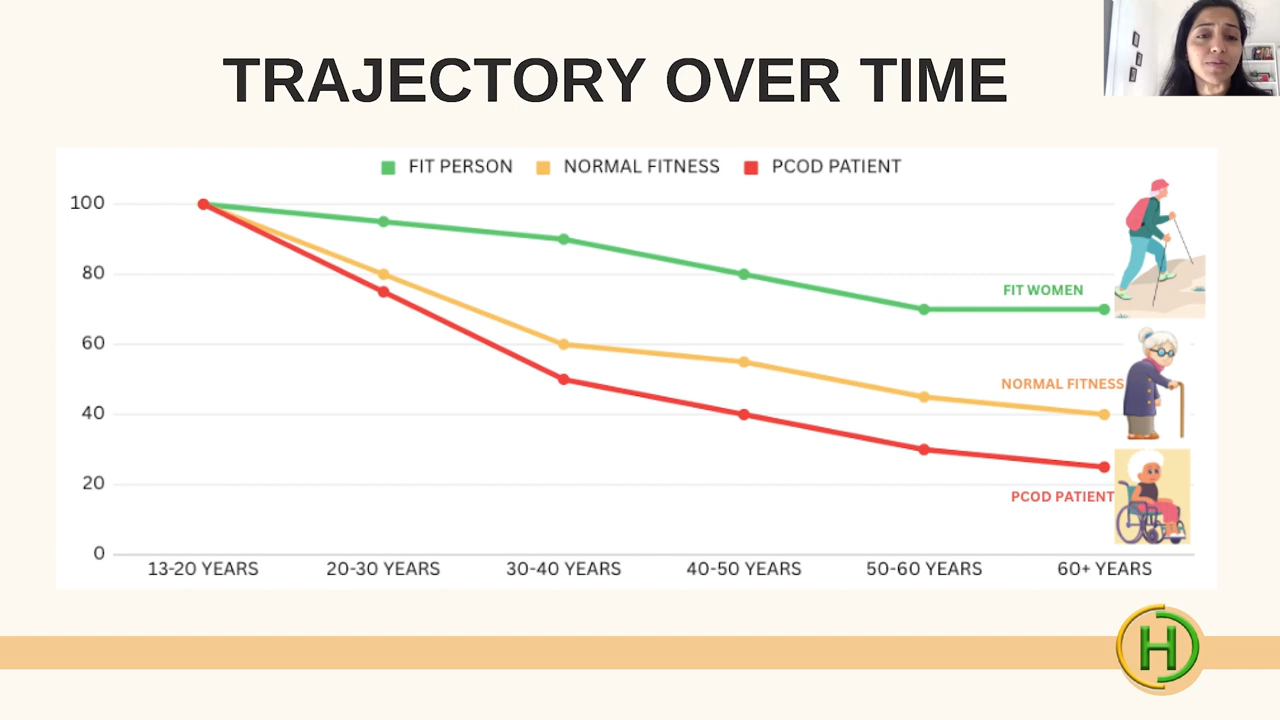 TRAJECTORY OVER TIME
FIT PERSON NORMAL FITNESS PCOD PATIENT
100
80
60
40
20
0
FIT WOMEN
NORMAL FITNESS
PCOD PATIENT
13-20 YEARS 20-30 YEARS 30-40 YEARS 40-50 YEARS 50-60 YEARS 60+ YEARS
H